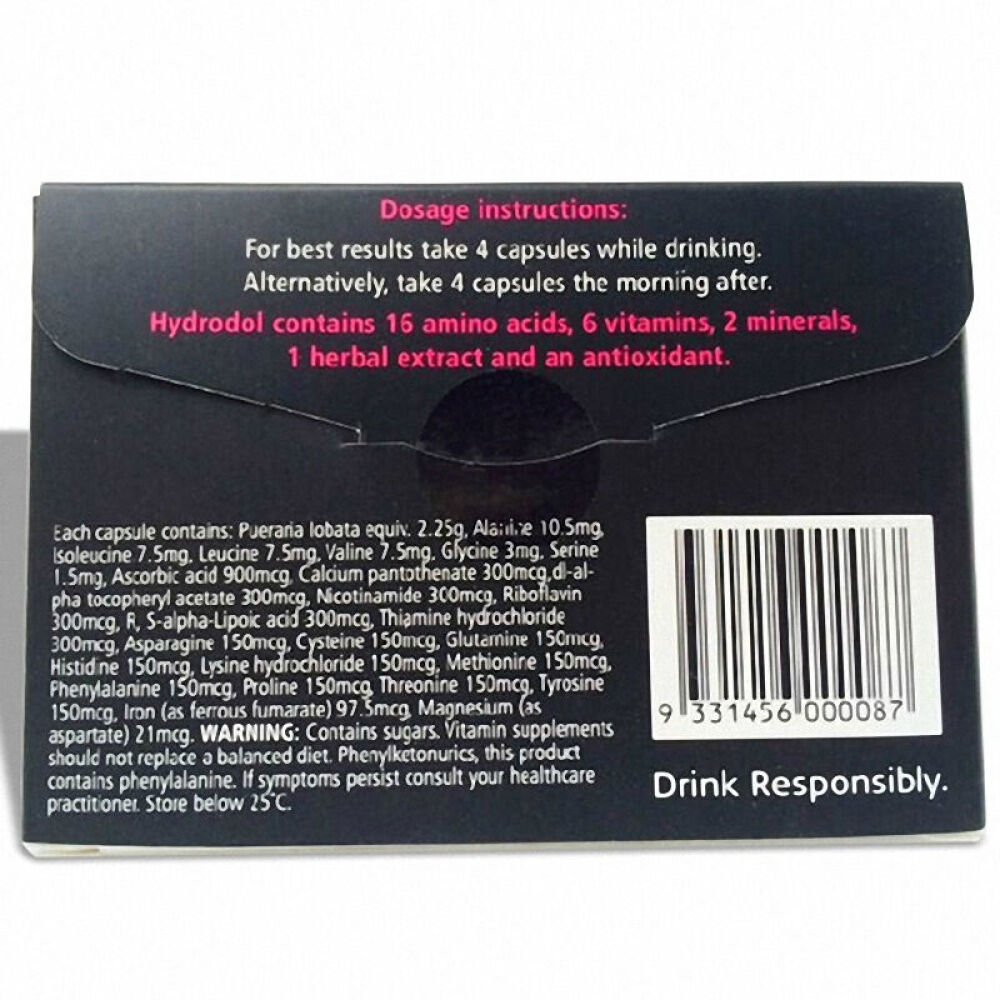 Dosage instructions:
For best results take 4 capsules while drinking.
Alternatively, take 4 capsules the morning after.
Hydrodol contains 16 amino acids, 6 vitamins, 2 minerals,
1 herbal extract and an antioxidant.
Each capsule contains: Pueraria lobata equiv. 2.25g, Alanine 10.5mg,
Isoleucine 7.5mg, Leucine 7.5mg, Valine 7.5mg, Glycine 3mg, Serine
1.5mg, Ascorbic acid 900mcg, Calcium pantothenate 300mcg,dl-al-
pha tocopheryl acetate 300mcg, Nicotinamide 300mcg, Riboflavin
300mcg, R, S-alpha-Lipoic acid 300mcg, Thiamine hydrochloride
300mcg, Asparagine 150mcg, Cysteine 150mcg, Glutamine 150mcg,
Histidine 150mcg, Lysine hydrochloride 150mcg, Methionine 150mcg,
Phenylalanine 150mcg, Proline 150mcg, Threonine 150mcg, Tyrosine
150mcg, Iron (as ferrous fumarate) 97.5mcg, Magnesium (as
aspartate) 21mcg. WARNING: Contains sugars. Vitamin supplements
should not replace a balanced diet. Phenylketonurics, this product
contains phenylalanine. If symptoms persist consult your healthcare
practitioner. Store below 25°C.
9 331456 000087
Drink Responsibly.